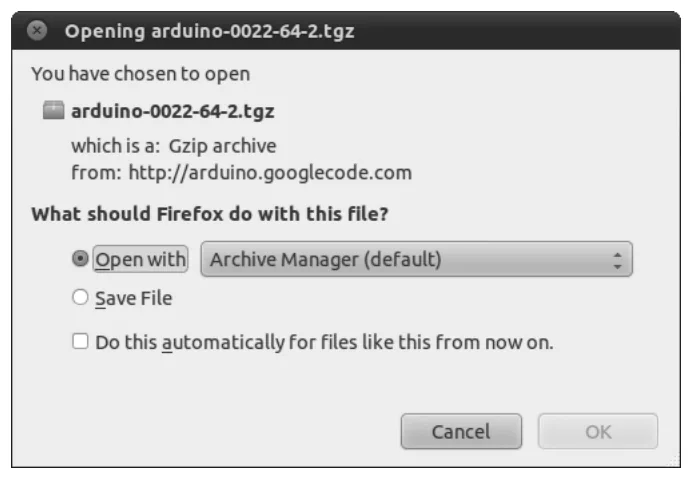 Opening arduino-0022-64-2.tgz
You have chosen to open
arduino-0022-64-2.tgz
which is a: Gzip archive
from: http://arduino.googlecode.com
What should Firefox do with this file?
Open with Archive Manager (default)
Save File
Do this automatically for files like this from now on.
Cancel OK